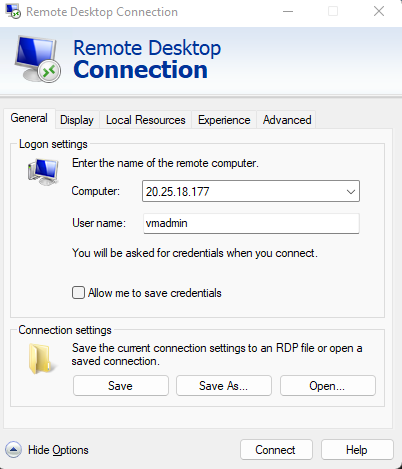 Remote Desktop Connection
Remote Desktop
Connection
General Display Local Resources Experience Advanced
Logon settings
Enter the name of the remote computer.
Computer: 20.25.18.177
User name: vmadmin
You will be asked for credentials when you connect.
Allow me to save credentials
Connection settings
Save the current connection settings to an RDP file or open a
saved connection.
Save Save As... Open...
Hide Options Connect Help